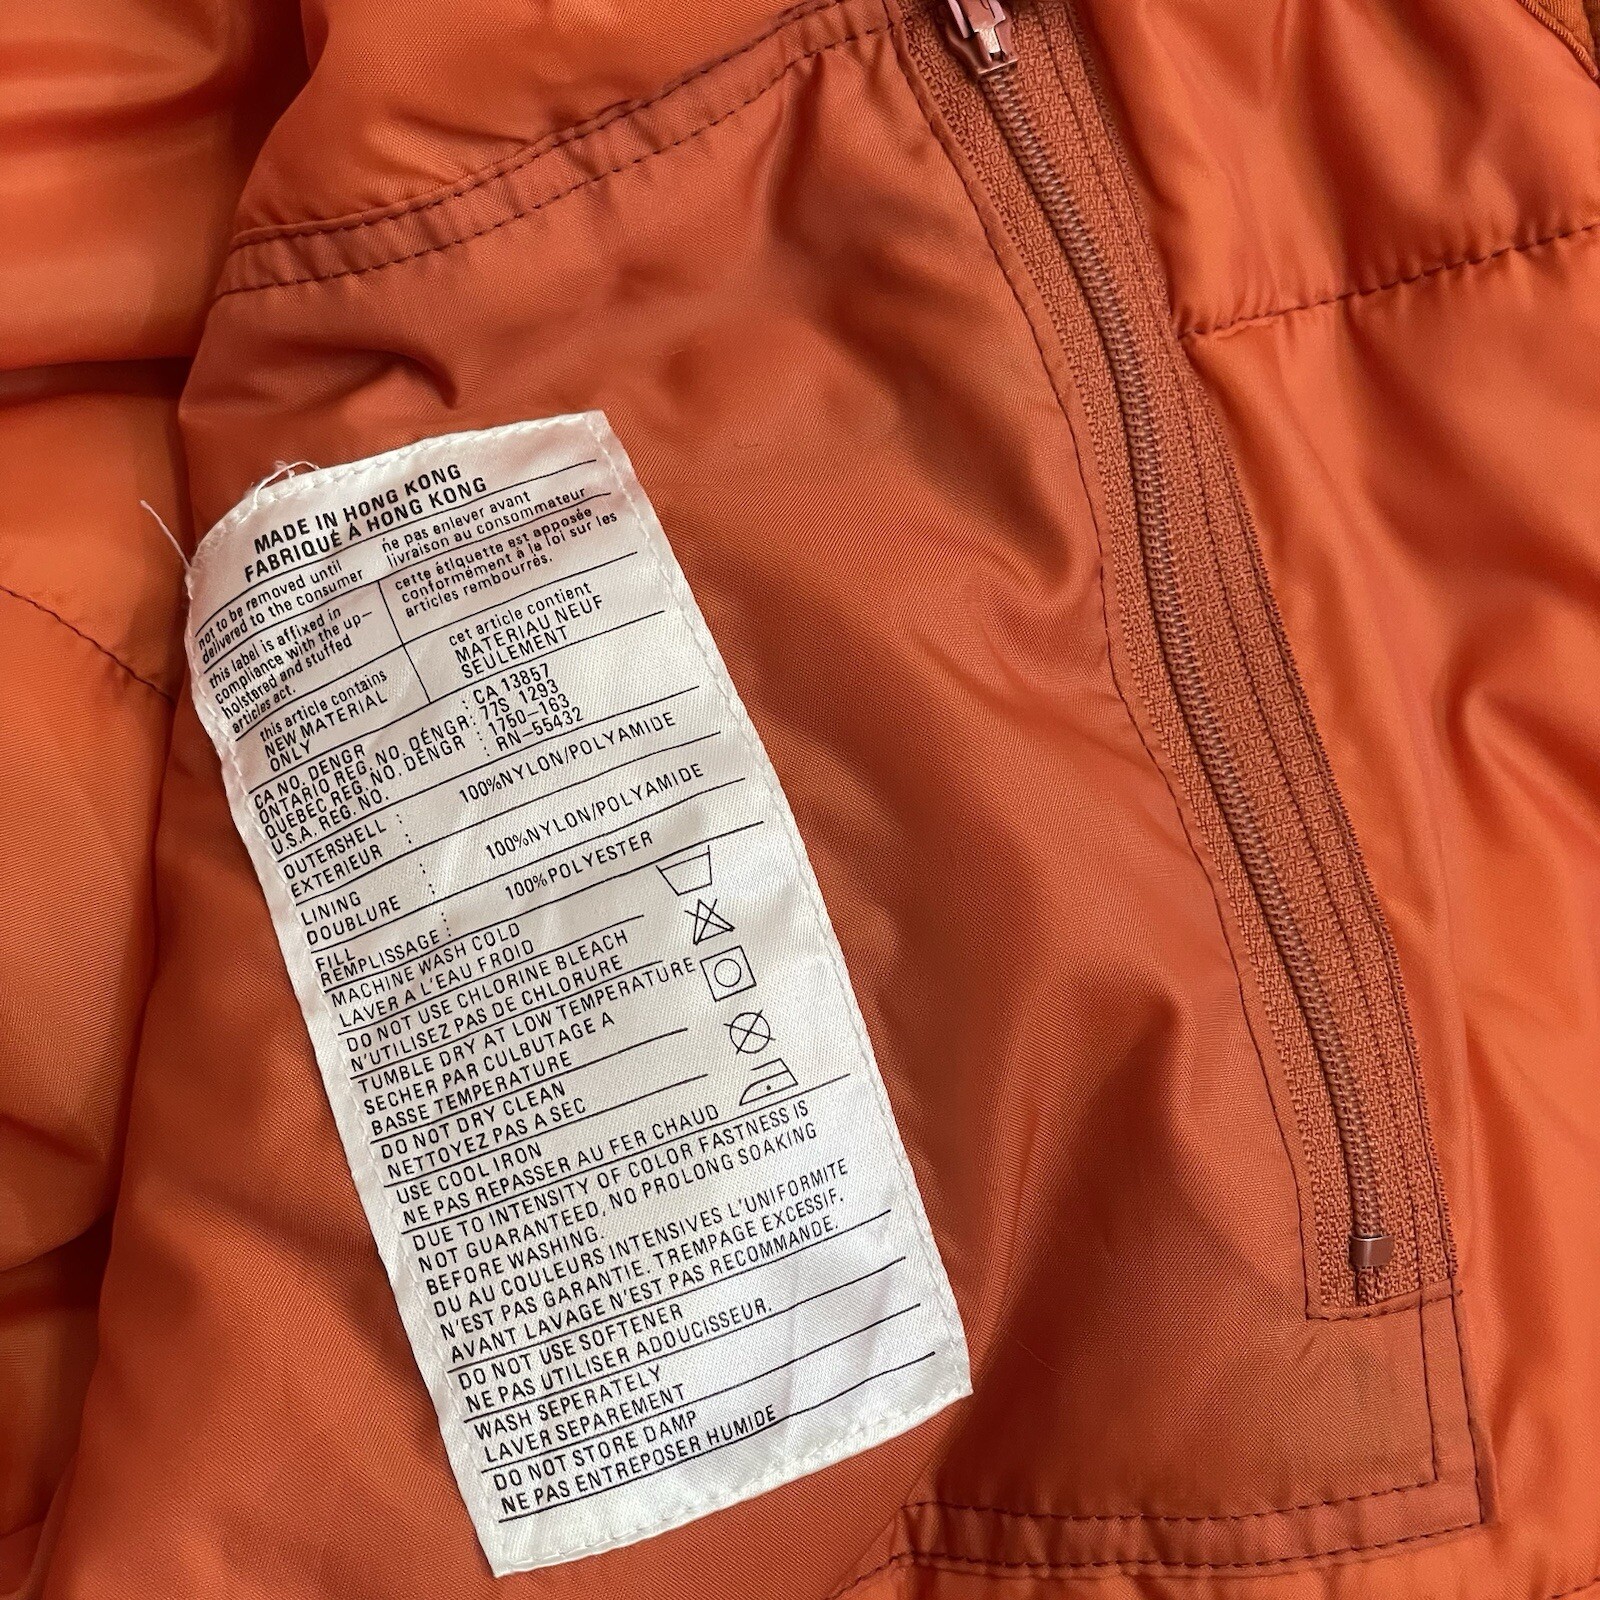 MADE IN HONG KONG
FABRIQUÉ À HONG KONG
not to be removed until
delivered to the consumer
ne pas enlever avant
livraison au consommateur
this label is affixed in
compliance with the up-
holstered and stuffed
articles act.
cette étiquette est apposée
conformément à la loi sur les
articles rembourrés.
this article contains
NEW MATERIAL
ONLY
cet article contient
MATERIAU NEUF
SEULEMENT
CA NO. DENGR : CA 13857
ONTARIO REG. NO. DÉNGR : 77S 1293
QUEBEC REG. NO. DÉNGR : 1750-163
U.S.A. REG. NO. : RN-55432
OUTERSHELL :
EXTERIEUR : 100%NYLON/POLYAMIDE
LINING :
DOUBLURE : 100%NYLON/POLYAMIDE
FILL :
REMPLISSAGE : 100%POLYESTER
MACHINE WASH COLD
LAVER A L'EAU FROID
DO NOT USE CHLORINE BLEACH
N'UTILISEZ PAS DE CHLORURE
TUMBLE DRY AT LOW TEMPERATURE
SECHER PAR CULBUTAGE A
BASSE TEMPERATURE
DO NOT DRY CLEAN
NETTOYEZ PAS A SEC
USE COOL IRON
NE PAS REPASSER AU FER CHAUD
DUE TO INTENSITY OF COLOR FASTNESS IS
NOT GUARANTEED, NO PROLONG SOAKING
BEFORE WASHING.
DU AU COULEURS INTENSIVES L'UNIFORMITE
N'EST PAS GARANTIE. TREMPAGE EXCESSIF.
AVANT LAVAGE N'EST PAS RECOMMANDE.
DO NOT USE SOFTENER
NE PAS UTILISER ADOUCISSEUR.
WASH SEPERATELY
LAVER SEPAREMENT
DO NOT STORE DAMP
NE PAS ENTREPOSER HUMIDE